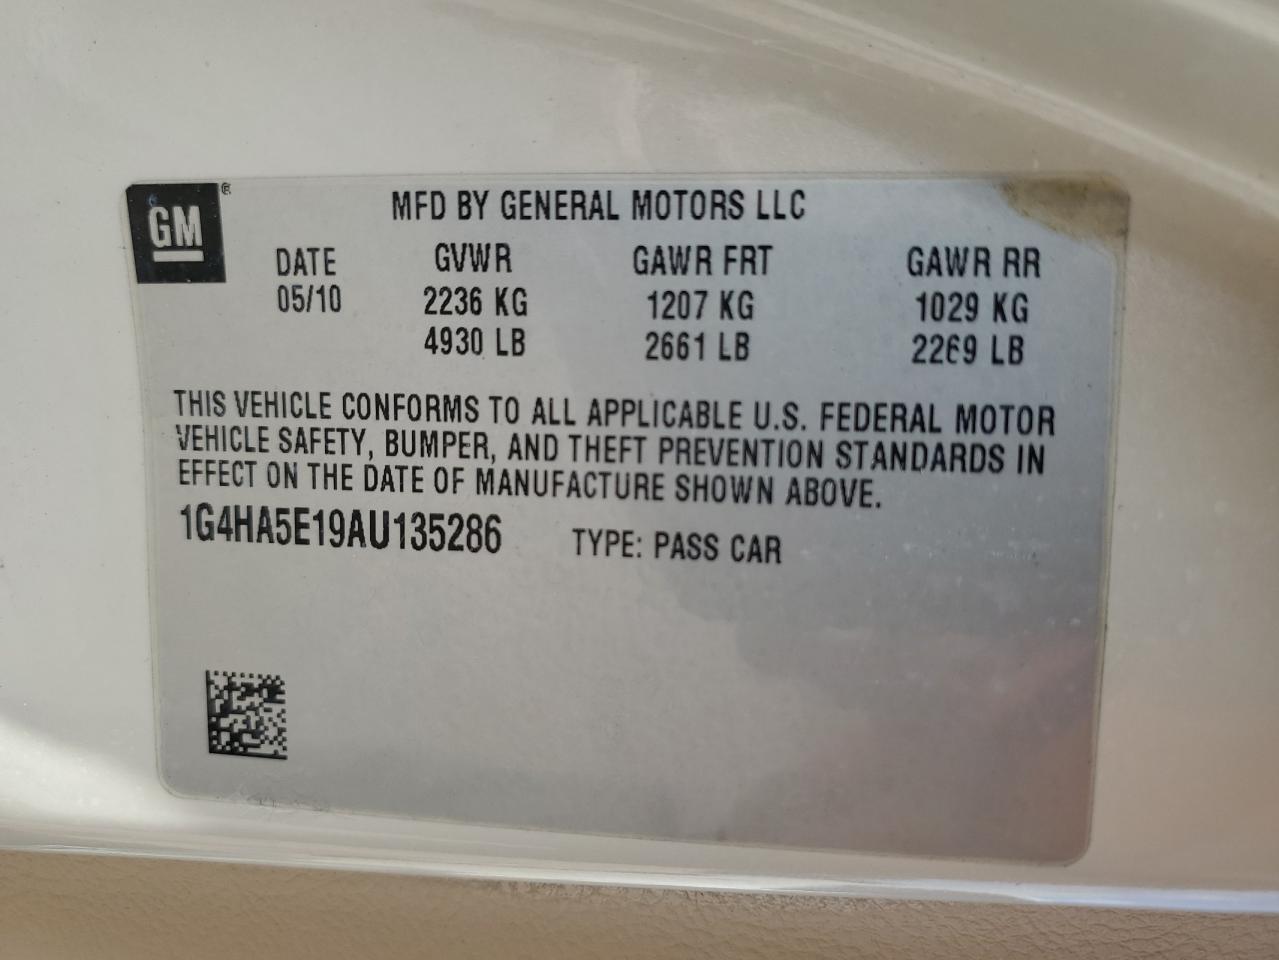 GM®
MFD BY GENERAL MOTORS LLC
DATE GVWR GAWR FRT GAWR RR
05/10 2236 KG 1207 KG 1029 KG
4930 LB 2661 LB 2269 LB
THIS VEHICLE CONFORMS TO ALL APPLICABLE U.S. FEDERAL MOTOR
VEHICLE SAFETY, BUMPER, AND THEFT PREVENTION STANDARDS IN
EFFECT ON THE DATE OF MANUFACTURE SHOWN ABOVE.
1G4HA5E19AU135286 TYPE: PASS CAR